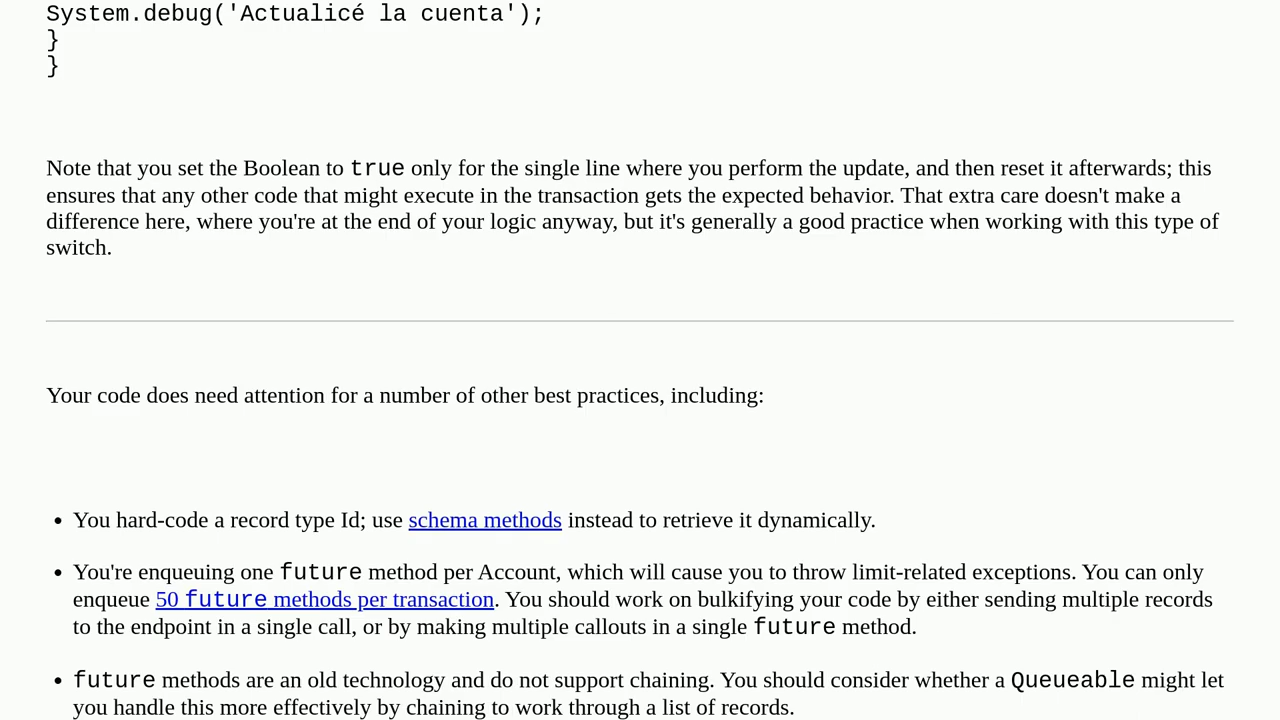 System.debug('Actualicé la cuenta');
}
}
Note that you set the Boolean to true only for the single line where you perform the update, and then reset it afterwards; this
ensures that any other code that might execute in the transaction gets the expected behavior. That extra care doesn't make a
difference here, where you're at the end of your logic anyway, but it's generally a good practice when working with this type of
switch.
Your code does need attention for a number of other best practices, including:
• You hard-code a record type Id; use schema methods instead to retrieve it dynamically.
• You're enqueuing one future method per Account, which will cause you to throw limit-related exceptions. You can only
enqueue 50 future methods per transaction. You should work on bulkifying your code by either sending multiple records
to the endpoint in a single call, or by making multiple callouts in a single future method.
• future methods are an old technology and do not support chaining. You should consider whether a Queueable might let
you handle this more effectively by chaining to work through a list of records.